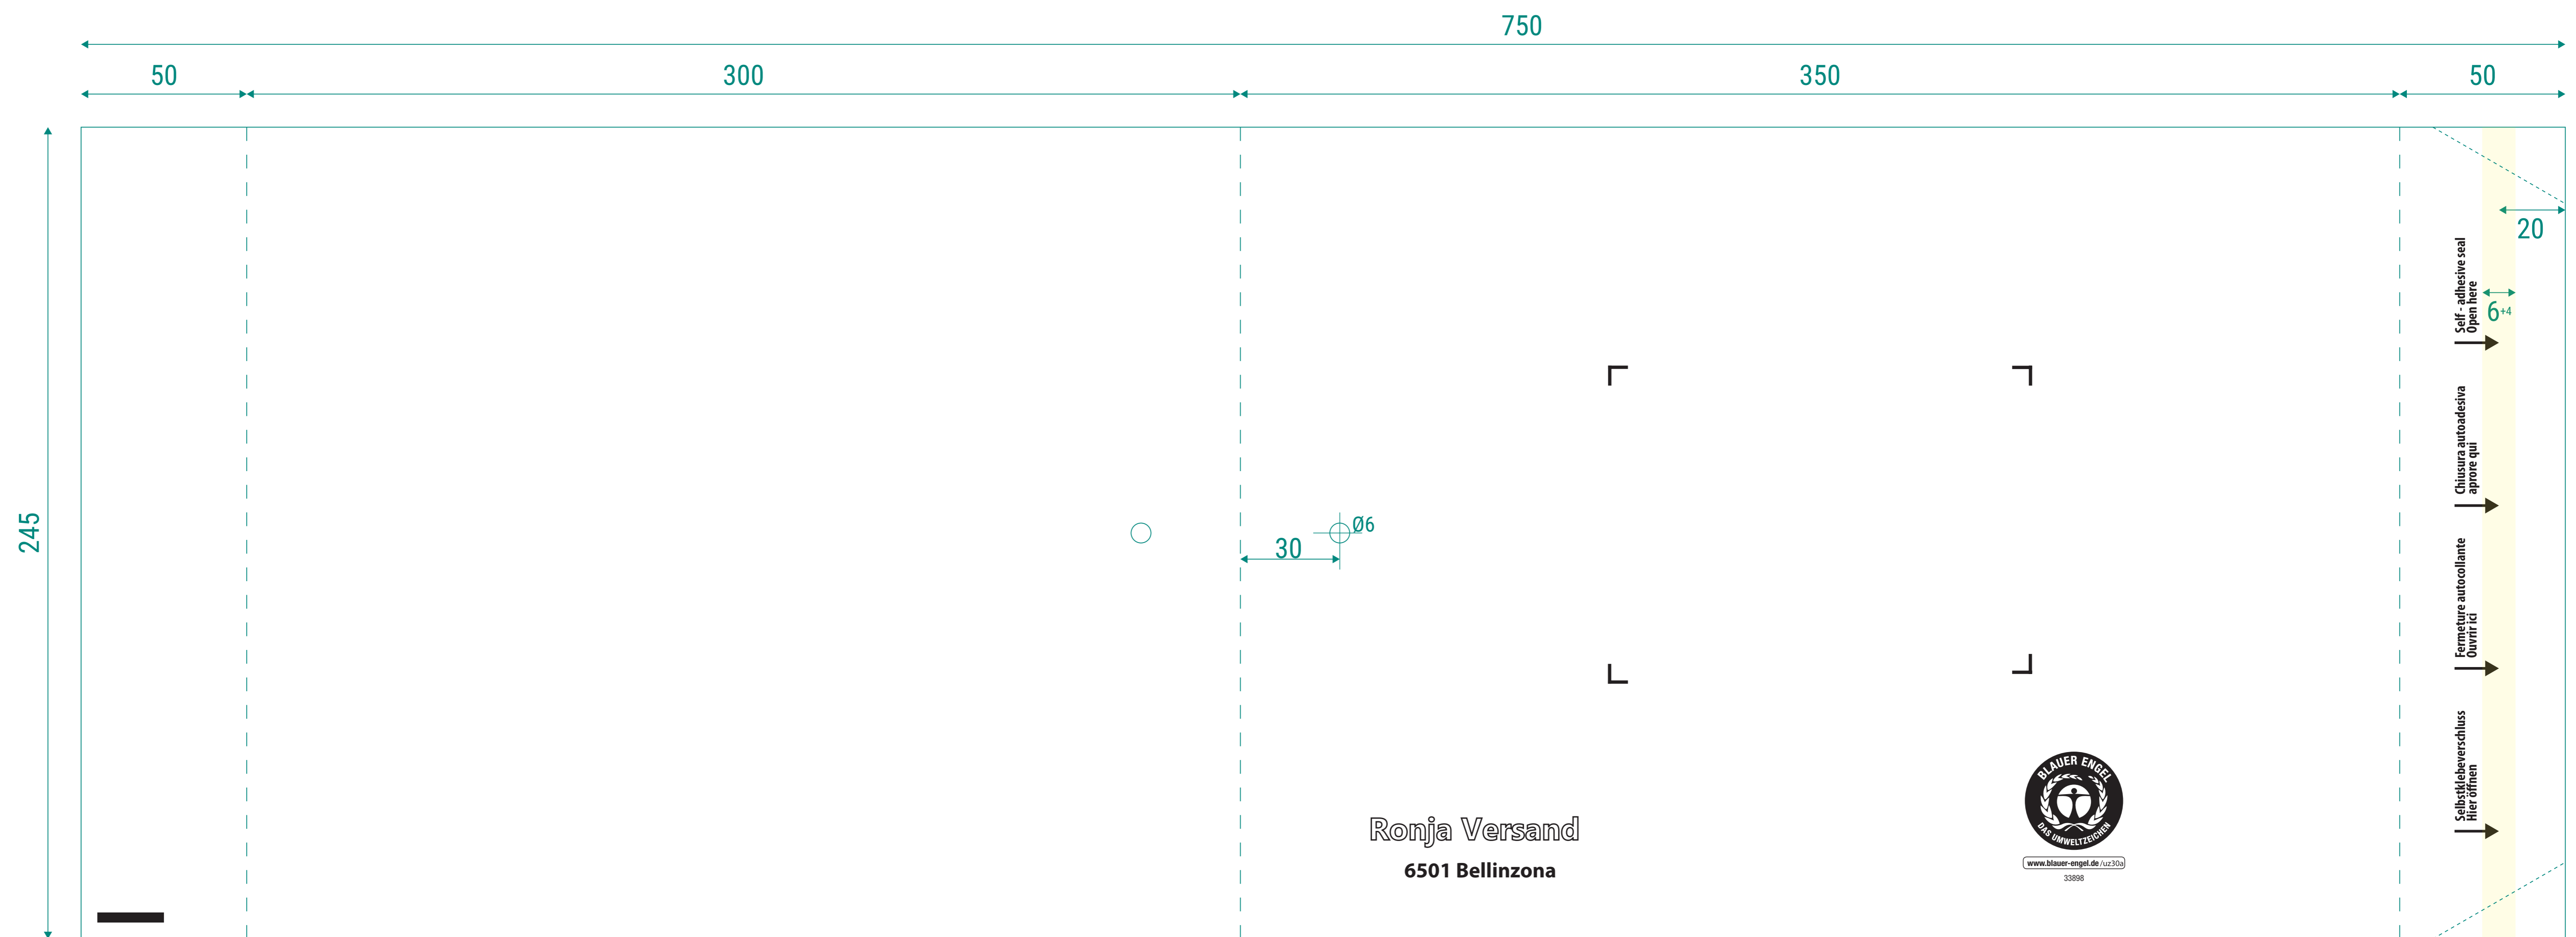 750
50
300
350
50
245
20
6+4
Ø6
30
Self - adhesive seal
Open here
Chiusura autoadesiva
aprore qui
Fermeture autocollante
Ouvrir ici
Selbstklebeverschluss
Hier öffnen
Ronja Versand
6501 Bellinzona
BLAUER ENGEL
DAS UMWELTZEICHEN
www.blauer-engel.de/uz30a
33898